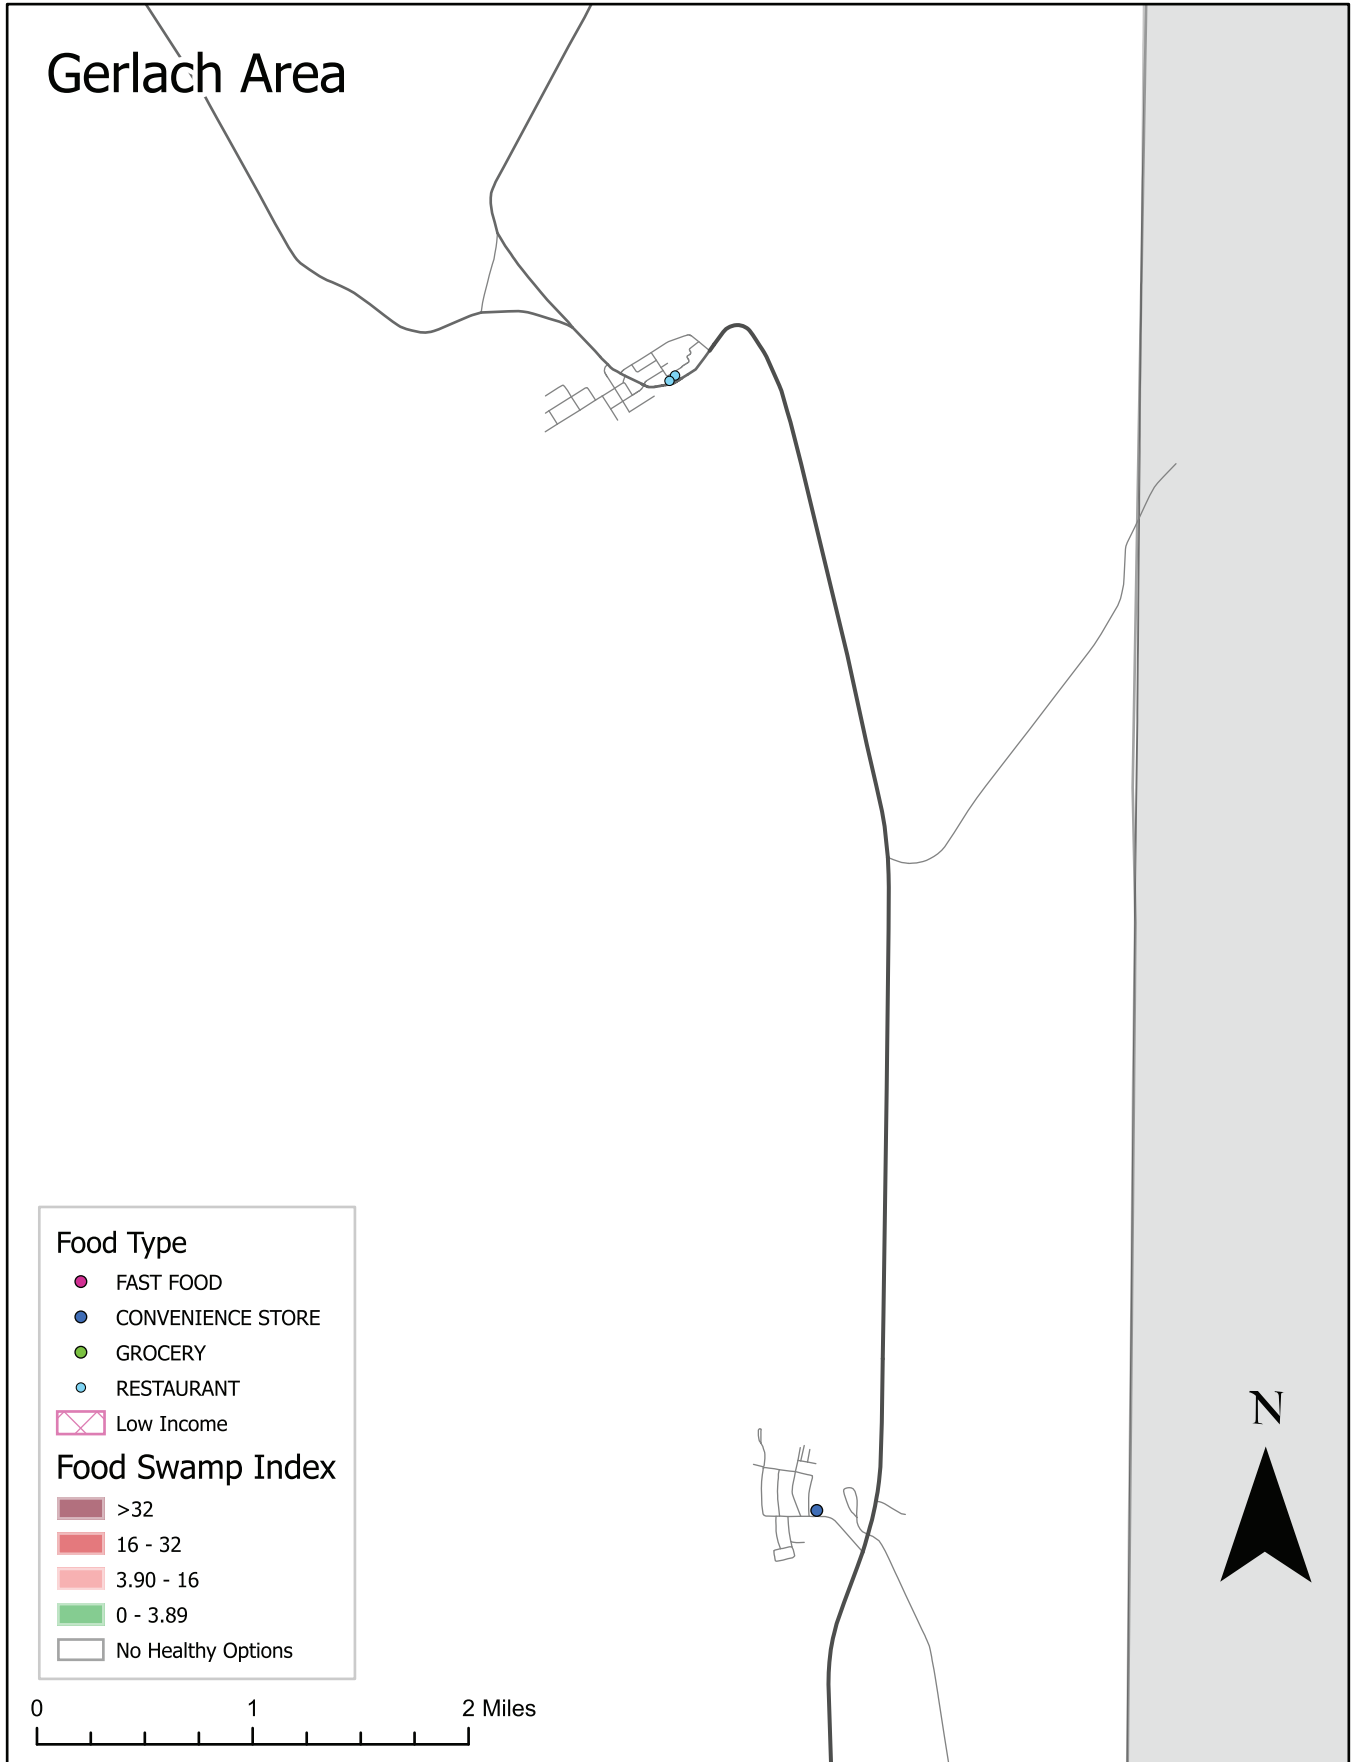 Gerlach Area
Food Type
FAST FOOD
CONVENIENCE STORE
GROCERY
RESTAURANT
Low Income
Food Swamp Index
>32
16 - 32
3.90 - 16
0 - 3.89
No Healthy Options
0 1 2 Miles
N